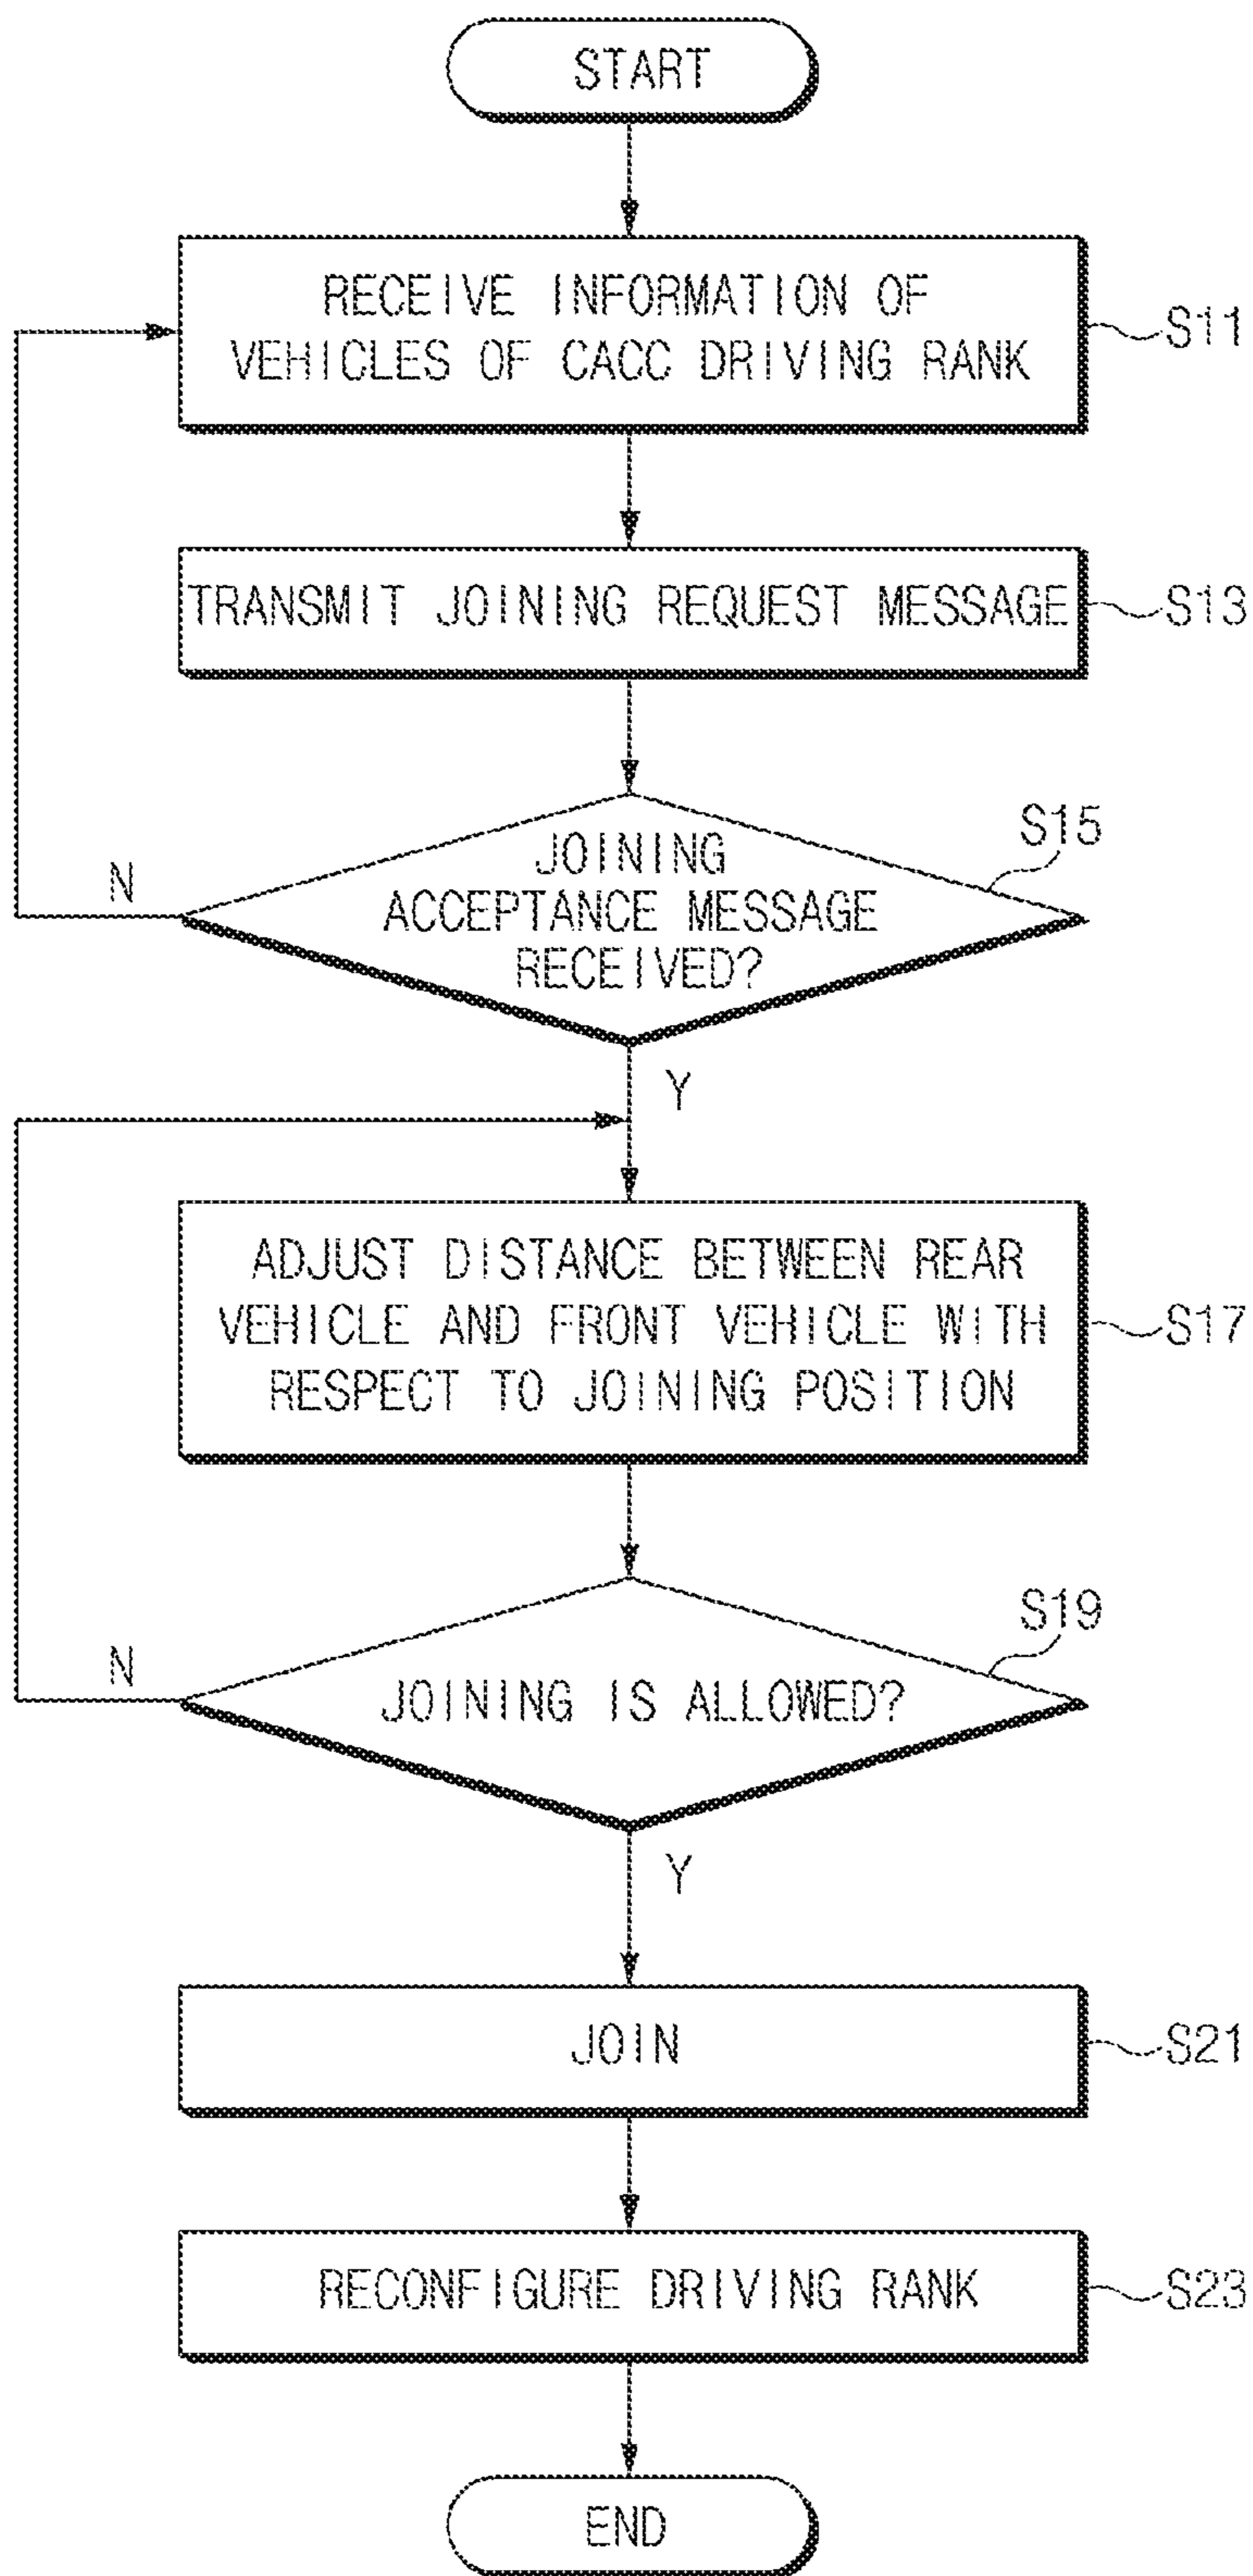 START
RECEIVE INFORMATION OF
VEHICLES OF CACC DRIVING RANK
S11
TRANSMIT JOINING REQUEST MESSAGE
S13
JOINING
ACCEPTANCE MESSAGE
RECEIVED?
S15
N
Y
ADJUST DISTANCE BETWEEN REAR
VEHICLE AND FRONT VEHICLE WITH
RESPECT TO JOINING POSITION
S17
JOINING IS ALLOWED?
S19
N
Y
JOIN
S21
RECONFIGURE DRIVING RANK
S23
END